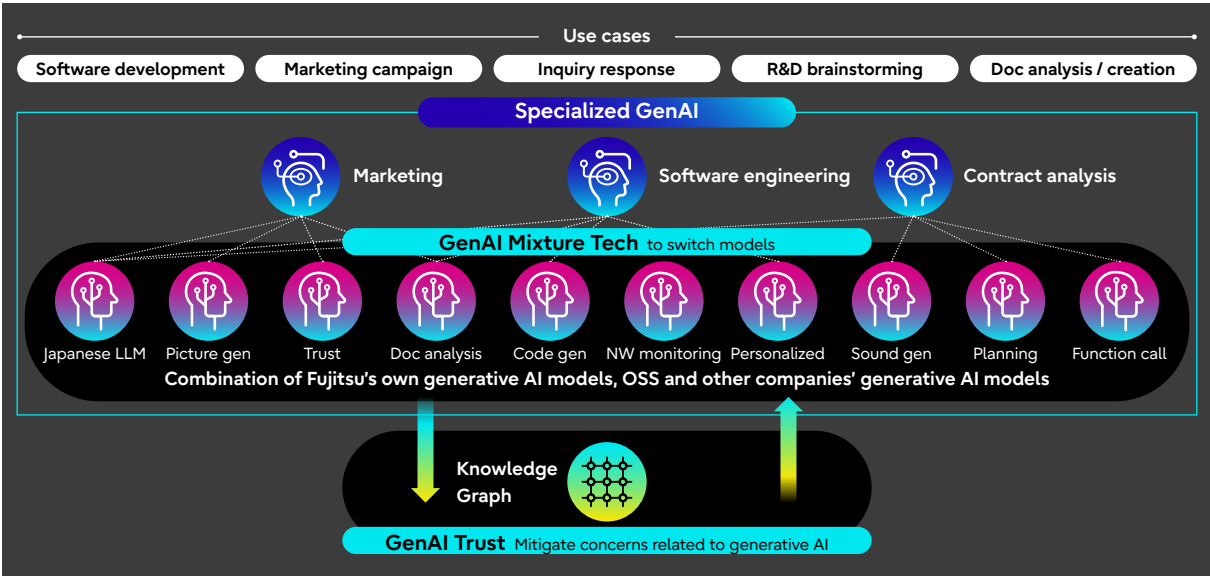 Use cases
Software development
Marketing campaign
Inquiry response
R&D brainstorming
Doc analysis / creation
Specialized GenAI
Marketing
Software engineering
Contract analysis
GenAI Mixture Tech to switch models
Japanese LLM
Picture gen
Trust
Doc analysis
Code gen
NW monitoring
Personalized
Sound gen
Planning
Function call
Combination of Fujitsu's own generative AI models, OSS and other companies' generative AI models
Knowledge
Graph
GenAI Trust Mitigate concerns related to generative AI